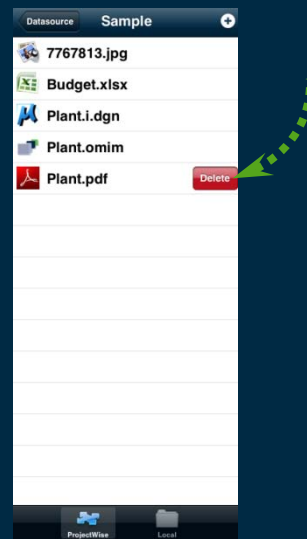 Datasource Sample
7767813.jpg
Budget.xlsx
Plant.i.dgn
Plant.omim
Plant.pdf Delete
ProjectWise Local